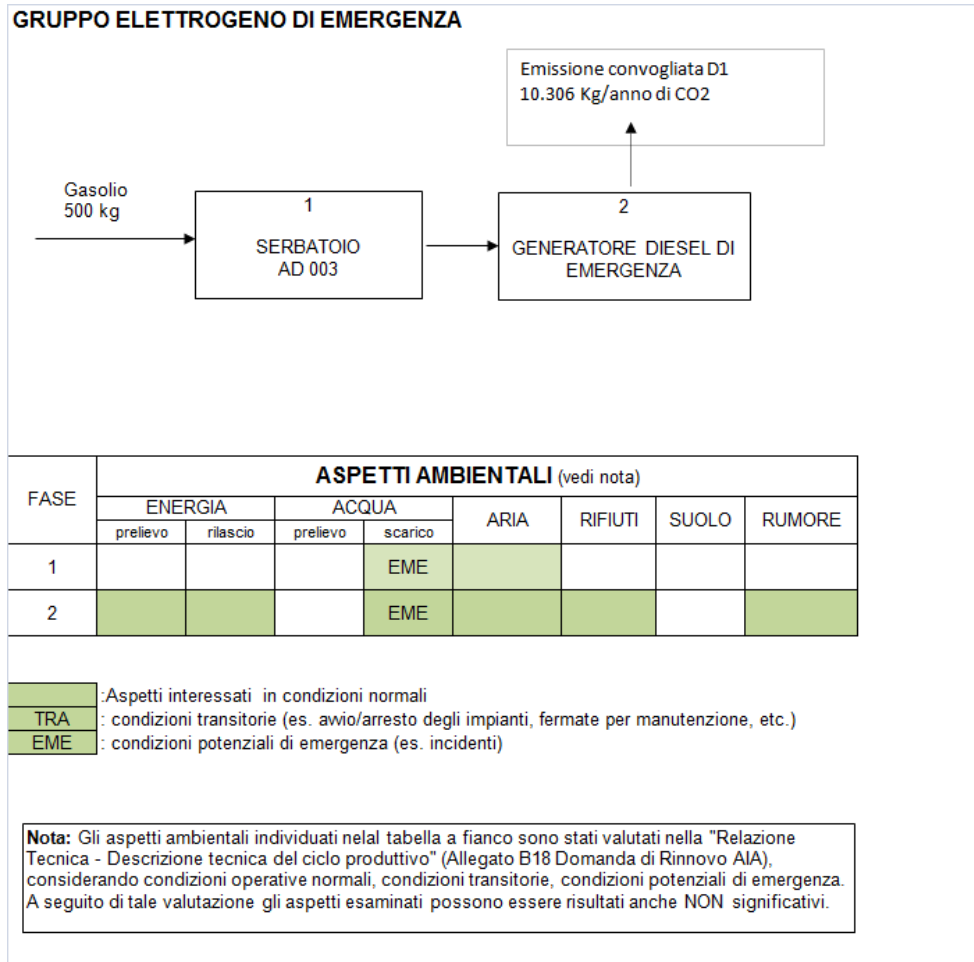 GRUPPO ELETTROGENO DI EMERGENZA
Emissione convogliata D1
10.306 Kg/anno di CO2
Gasolio
500 kg
1
SERBATOIO
AD 003
2
GENERATORE DIESEL DI
EMERGENZA
FASE
ASPETTI AMBIENTALI (vedi nota)
ENERGIA ACQUA ARIA RIFIUTI SUOLO RUMORE
prelievo rilascio prelievo scarico
1 EME
2 EME
:Aspetti interessati in condizioni normali
TRA : condizioni transitorie (es. avvio/arresto degli impianti, fermate per manutenzione, etc.)
EME : condizioni potenziali di emergenza (es. incidenti)
Nota: Gli aspetti ambientali individuati nelal tabella a fianco sono stati valutati nella "Relazione
Tecnica - Descrizione tecnica del ciclo produttivo" (Allegato B18 Domanda di Rinnovo AIA),
considerando condizioni operative normali, condizioni transitorie, condizioni potenziali di emergenza.
A seguito di tale valutazione gli aspetti esaminati possono essere risultati anche NON significativi.